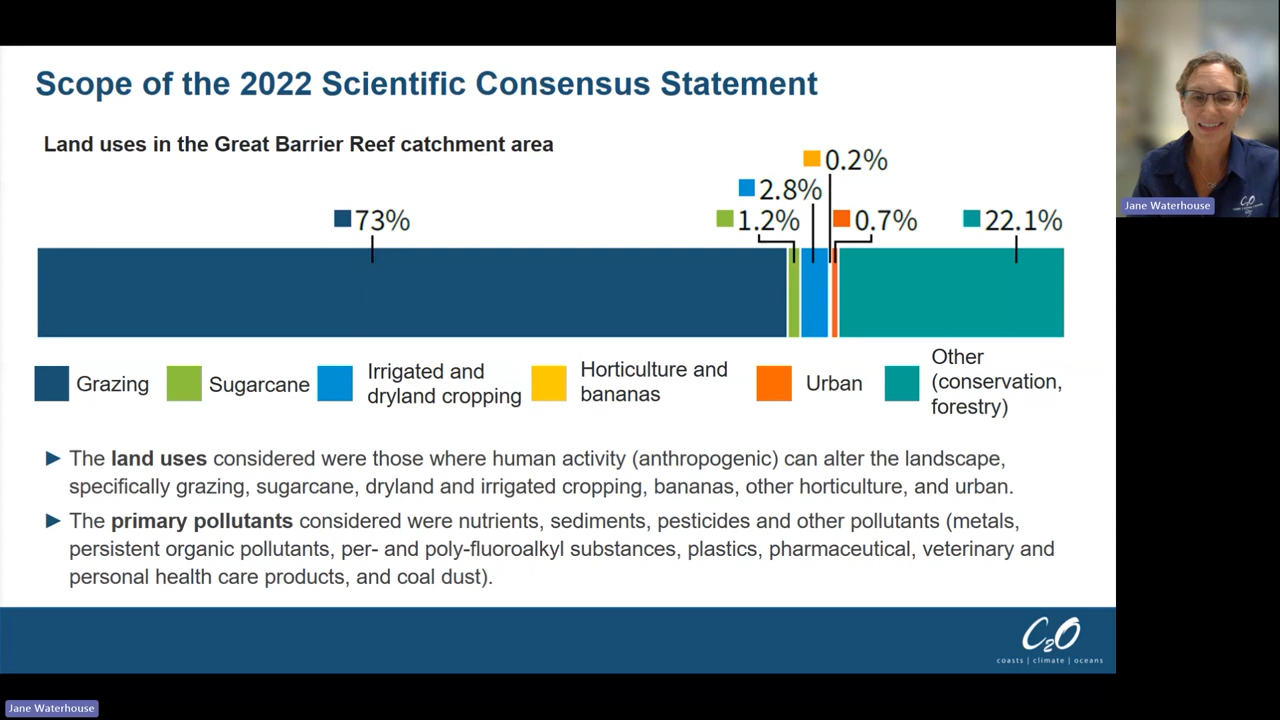 Scope of the 2022 Scientific Consensus Statement
Land uses in the Great Barrier Reef catchment area
0.2%
2.8%
73%
1.2%
0.7%
22.1%
Grazing
Sugarcane
Irrigated and
dryland cropping
Horticulture and
bananas
Urban
Other
(conservation,
forestry)
The land uses considered were those where human activity (anthropogenic) can alter the landscape,
specifically grazing, sugarcane, dryland and irrigated cropping, bananas, other horticulture, and urban.
The primary pollutants considered were nutrients, sediments, pesticides and other pollutants (metals,
persistent organic pollutants, per- and poly-fluoroalkyl substances, plastics, pharmaceutical, veterinary and
personal health care products, and coal dust).
C2O
coasts | climate | oceans
C2O
Jane Waterhouse
Jane Waterhouse